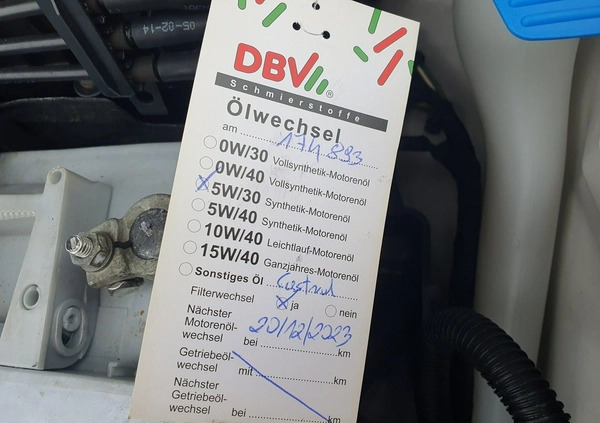 05-02-14
DBV®
Schmierstoffe
Ölwechsel
am 174893
0W/30 Vollsynthetik-Motorenöl
0W/40 Vollsynthetik-Motorenöl
X 5W/30 Synthetik-Motorenöl
5W/40 Synthetik-Motorenöl
10W/40 Leichtlauf-Motorenöl
15W/40 Ganzjahres-Motorenöl
Sonstiges Öl Castrol
Filterwechsel X ja nein
Nächster
Motorenöl-
wechsel bei 20/12/2023 km
Getriebeöl-
wechsel mit km
Nächster
Getriebeöl-
wechsel bei km